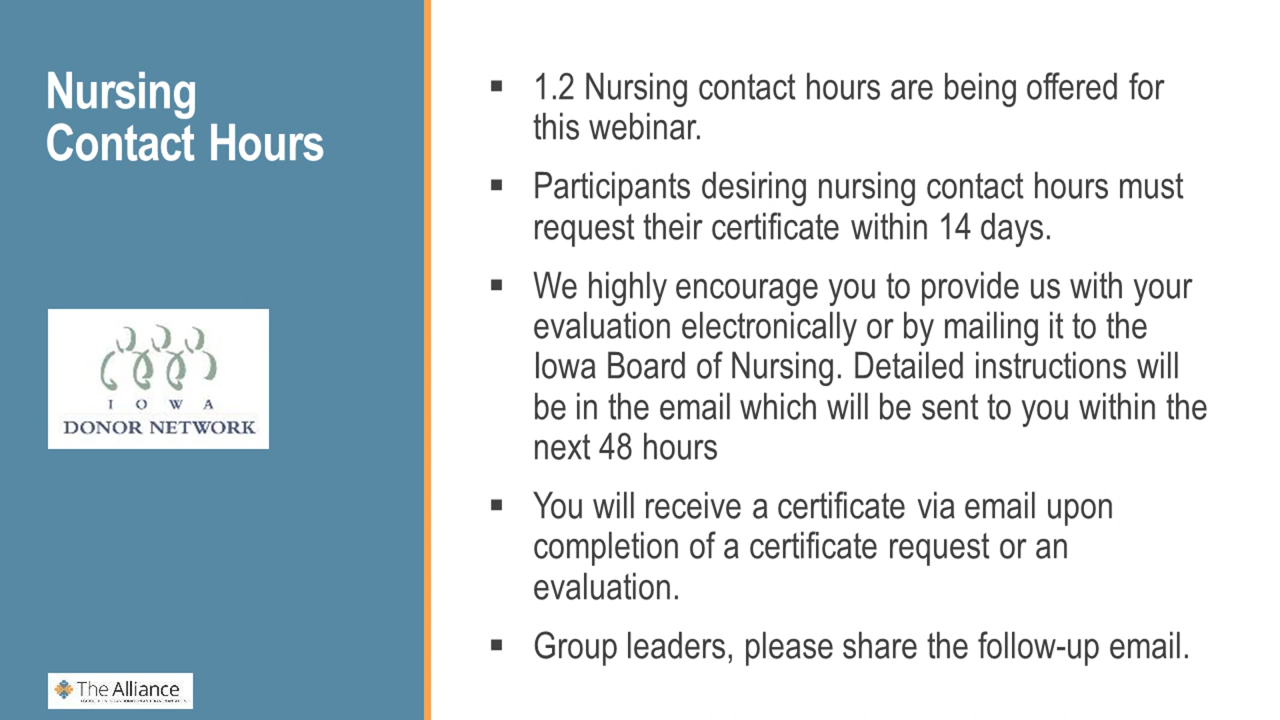 Nursing
Contact Hours
▪ 1.2 Nursing contact hours are being offered for
this webinar.
▪ Participants desiring nursing contact hours must
request their certificate within 14 days.
▪ We highly encourage you to provide us with your
evaluation electronically or by mailing it to the
Iowa Board of Nursing. Detailed instructions will
be in the email which will be sent to you within the
next 48 hours
▪ You will receive a certificate via email upon
completion of a certificate request or an
evaluation.
▪ Group leaders, please share the follow-up email.
IOWA
DONOR NETWORK
The Alliance